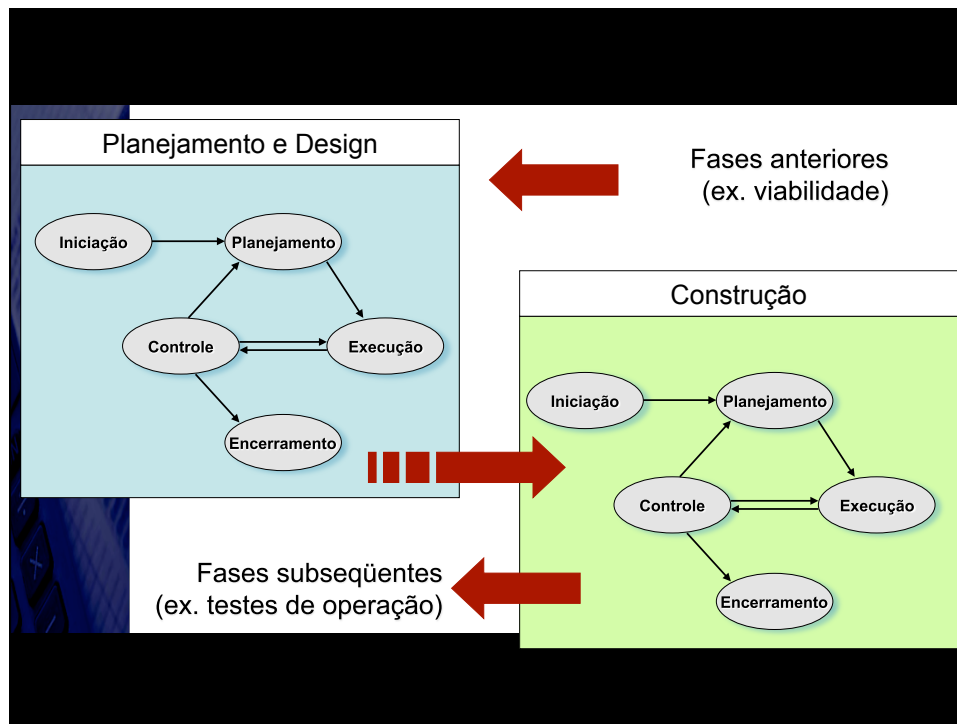 Planejamento e Design
Fases anteriores
(ex. viabilidade)
Iniciação
Planejamento
Controle
Execução
Encerramento
Construção
Iniciação
Planejamento
Controle
Execução
Encerramento
Fases subseqüentes
(ex. testes de operação)